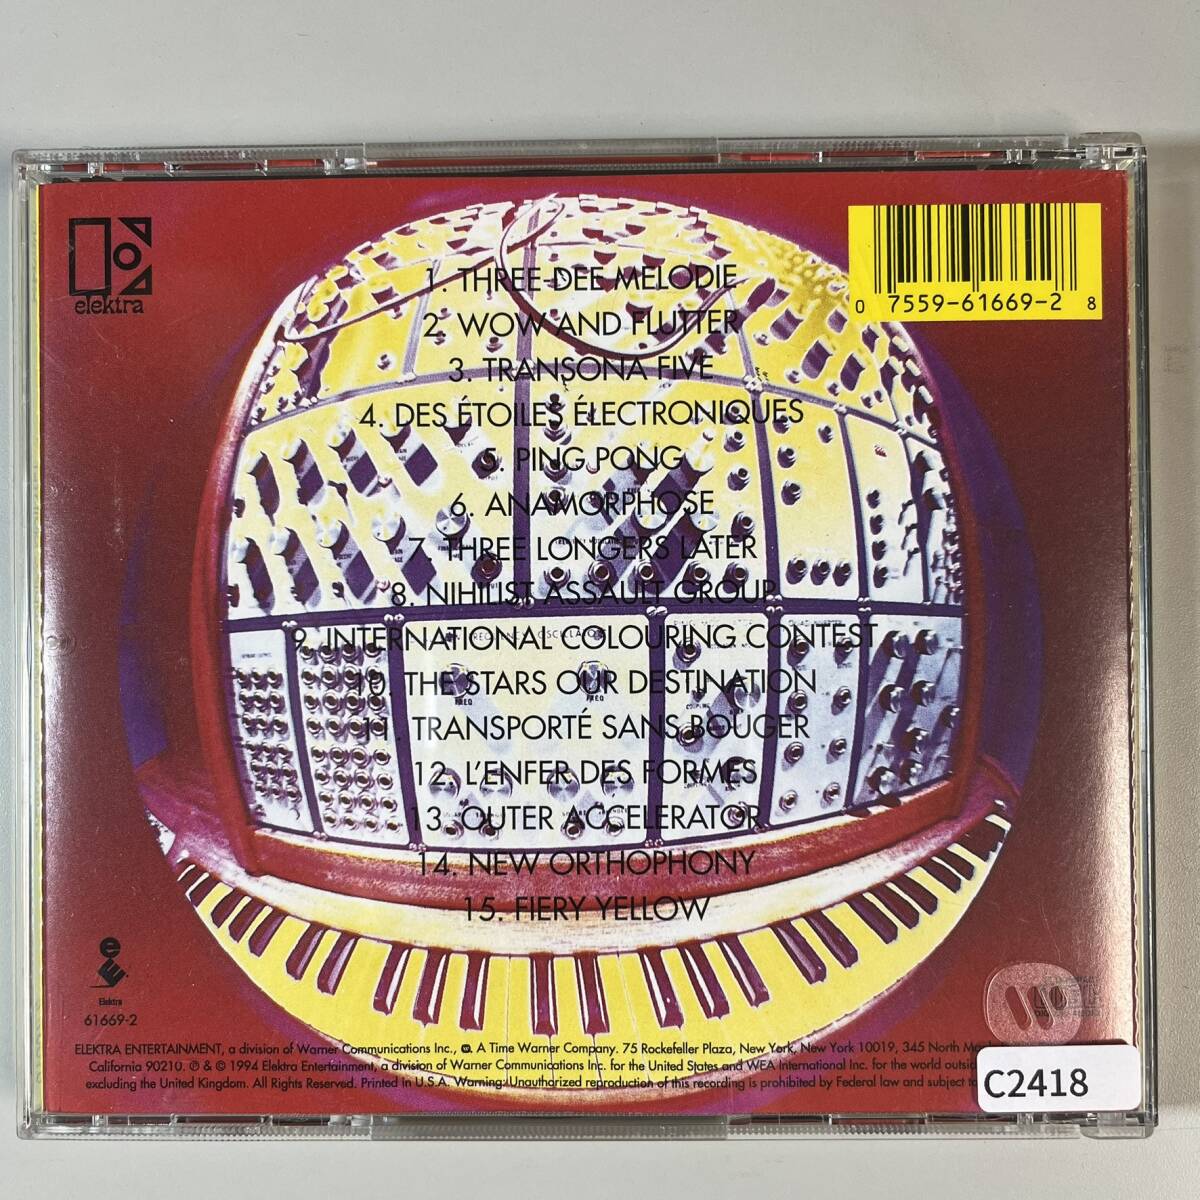 elektra
0 7559-61669-2 8
1. THREE-DEE MELODIE
2. WOW AND FLUTTER
3. TRANSONA FIVE
4. DES ÉTOILES ÉLECTRONIQUES
5. PING PONG
6. ANAMORPHOSE
7. THREE LONGERS LATER
8. NIHILIST ASSAULT GROUP
9. INTERNATIONAL COLOURING CONTEST
10. THE STARS OUR DESTINATION
11. TRANSPORTÉ SANS BOUGER
12. L'ENFER DES FORMES
13. OUTER ACCELERATOR
14. NEW ORTHOPHONY
15. FIERY YELLOW
FREQ
FREQ
Elektra
61669-2
ELEKTRA ENTERTAINMENT, a division of Warner Communications Inc., A Time Warner Company. 75 Rockefeller Plaza, New York, New York 10019, 345 North
California 90210. ℗ & © 1994 Elektra Entertainment, a division of Warner Communications Inc. for the United States and WEA International Inc. for the world outside
excluding the United Kingdom. All Rights Reserved. Printed in U.S.A. Warning: Unauthorized reproduction of this recording is prohibited by Federal law and subject
C2418